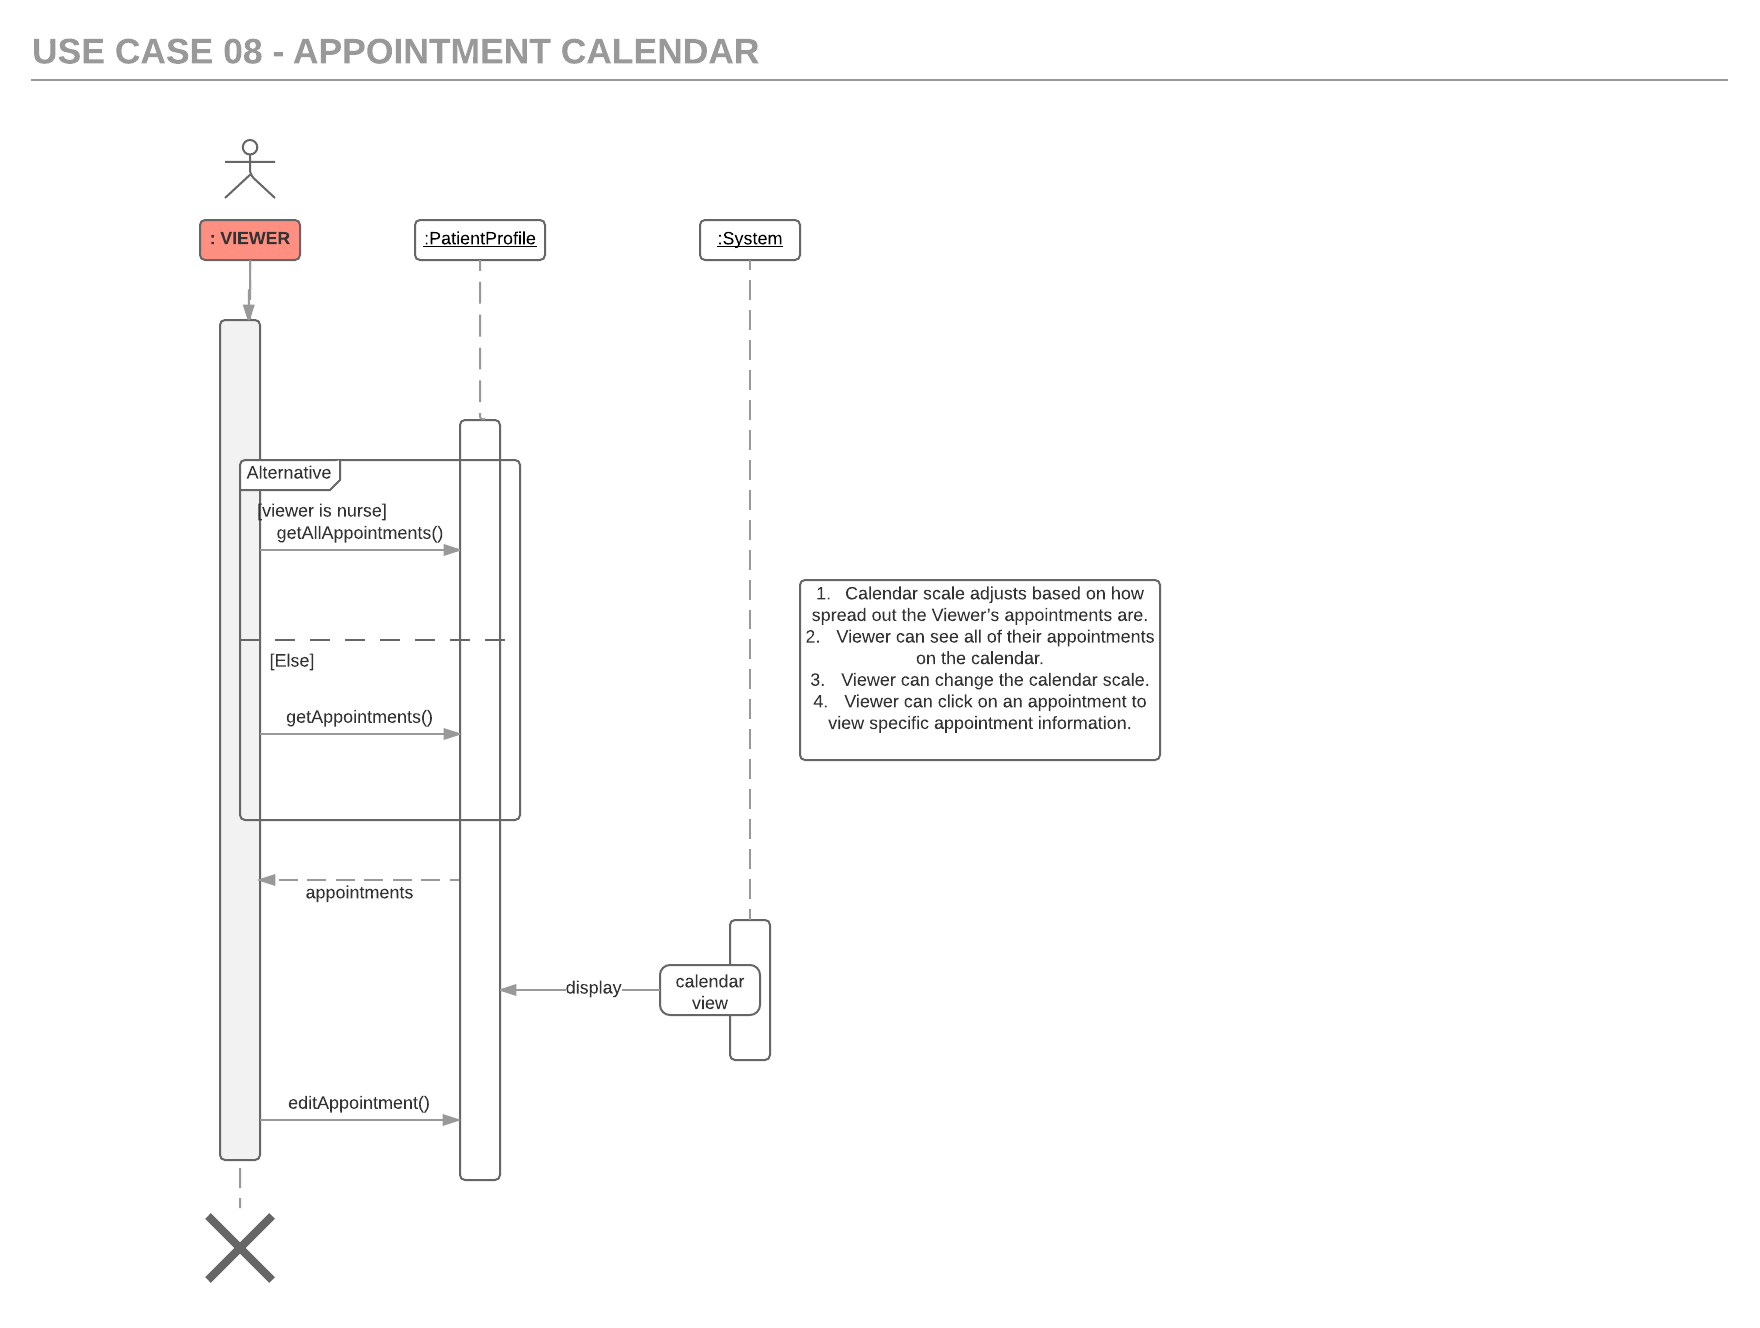 USE CASE 08 - APPOINTMENT CALENDAR
: VIEWER
:PatientProfile
:System
Alternative
[viewer is nurse]
getAllAppointments()
[Else]
getAppointments()
1. Calendar scale adjusts based on how
spread out the Viewer’s appointments are.
2. Viewer can see all of their appointments
on the calendar.
3. Viewer can change the calendar scale.
4. Viewer can click on an appointment to
view specific appointment information.
appointments
display
calendar
view
editAppointment()